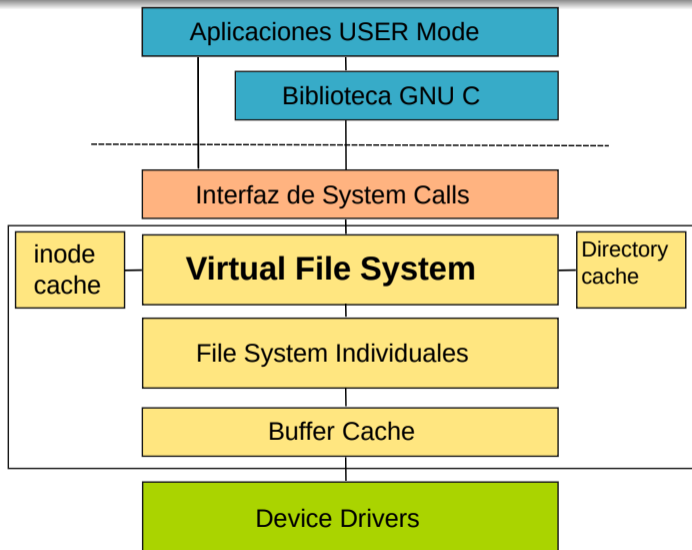 Aplicaciones USER Mode
Biblioteca GNU C
Interfaz de System Calls
inode
cache
Virtual File System
Directory
cache
File System Individuales
Buffer Cache
Device Drivers